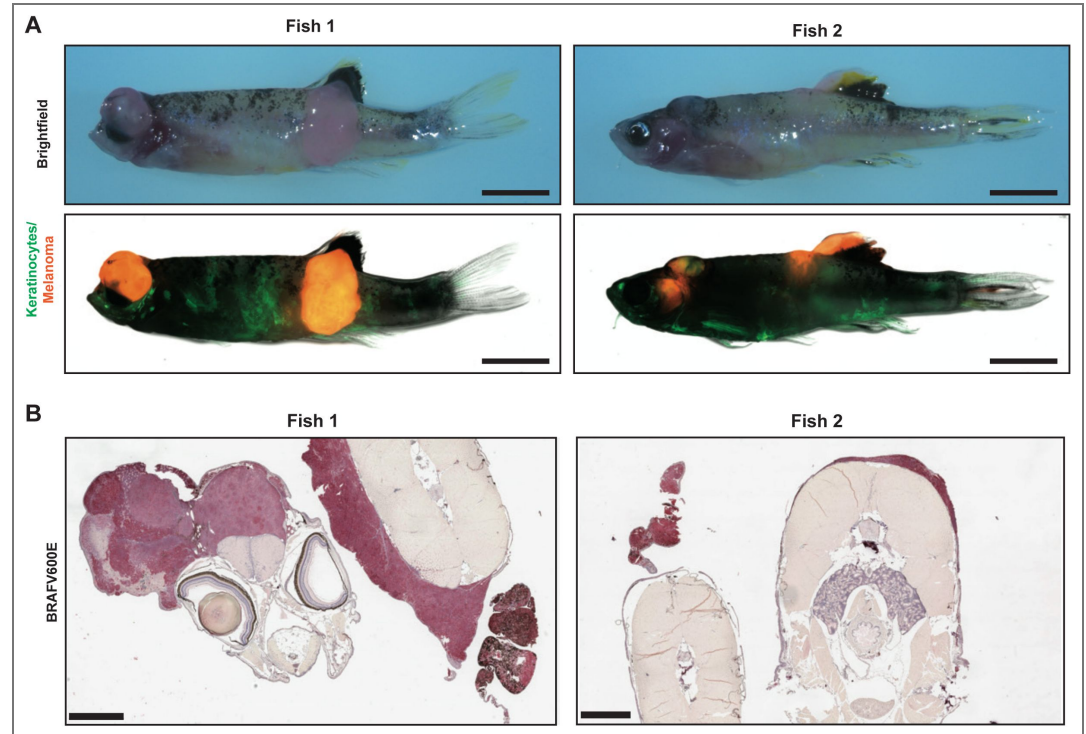 A
Fish 1
Fish 2
Brightfield
Keratinocytes/
Melanoma
B
Fish 1
Fish 2
BRAFV600E